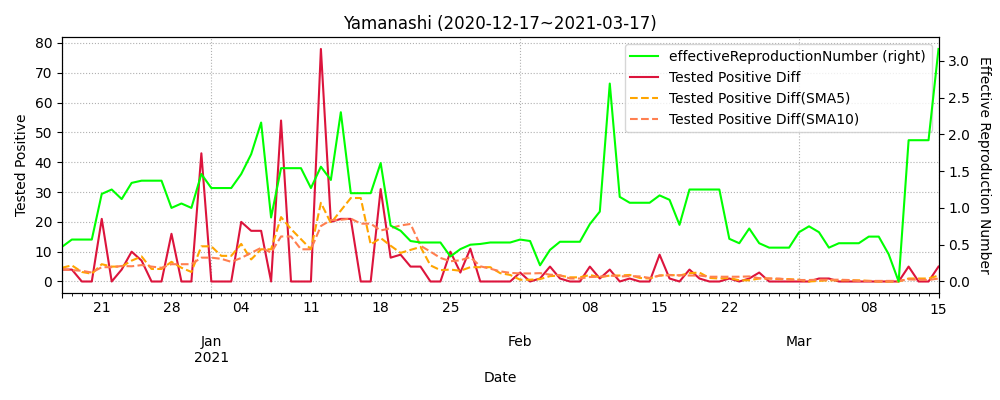 Yamanashi (2020-12-17~2021-03-17)
80
70
60
50
40
30
20
10
0
Tested Positive
effectiveReproductionNumber (right)
Tested Positive Diff
Tested Positive Diff(SMA5)
Tested Positive Diff(SMA10)
3.0
2.5
2.0
1.5
1.0
0.5
0.0
Effective Reproduction Number
21 28 04 11 18 25 08 15 22 08 15
Jan Feb Mar
2021
Date